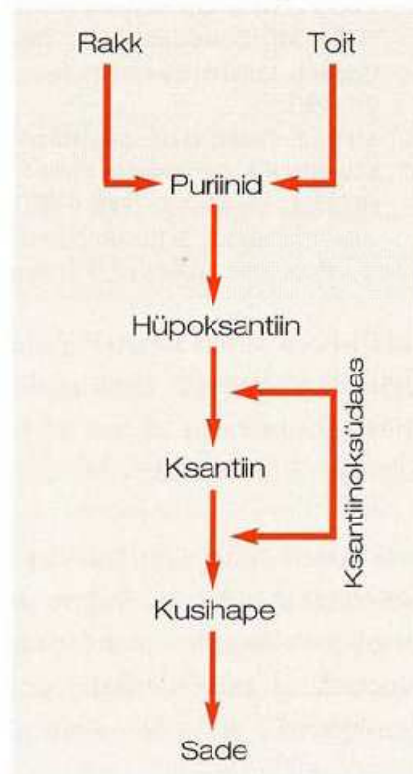 Rakk
Toit
Puriinid
Hüpoksantiin
Ksantiinoksüdaas
Ksantiin
Kusihape
Sade